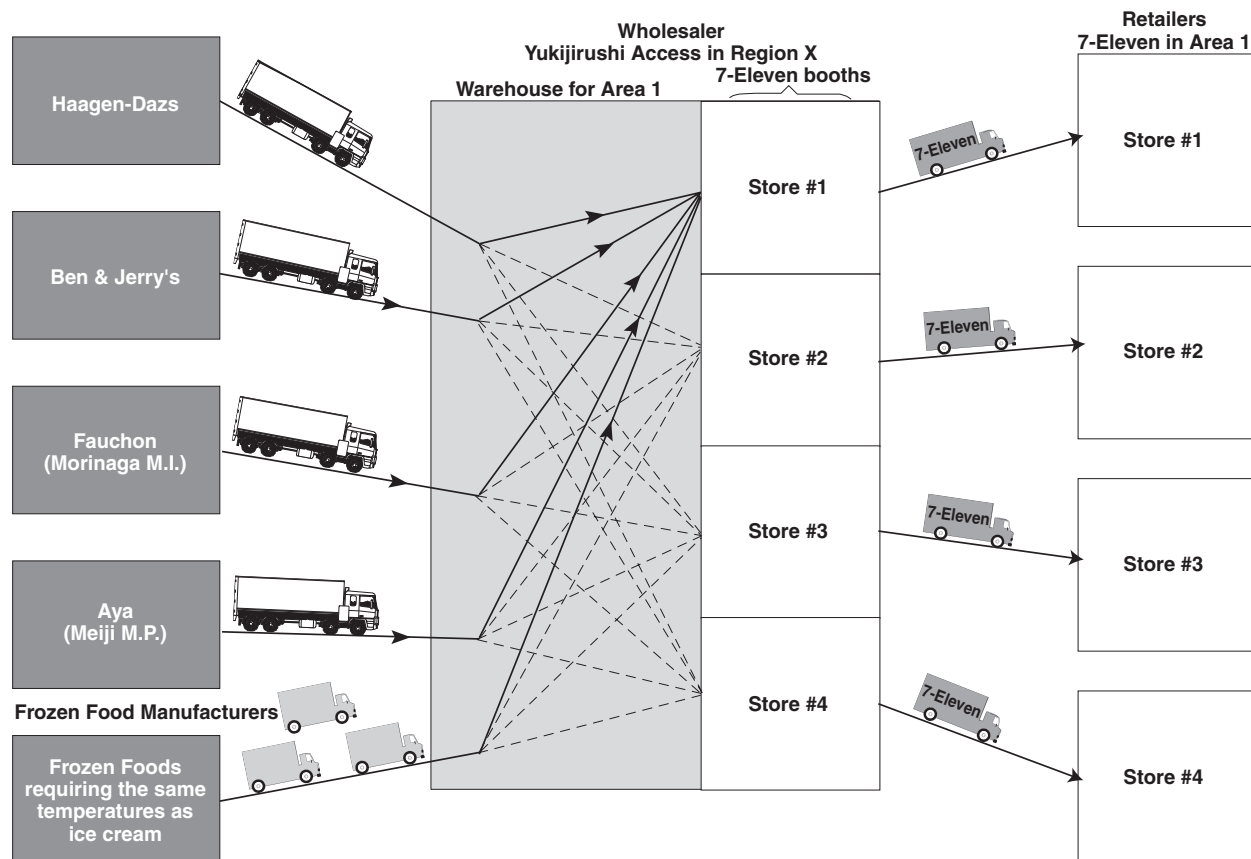 Wholesaler
Yukijirushi Access in Region X
Retailers
7-Eleven in Area 1
Warehouse for Area 1
7-Eleven booths
Haagen-Dazs
Ben & Jerry's
Fauchon
(Morinaga M.I.)
Aya
(Meiji M.P.)
Frozen Food Manufacturers
Frozen Foods
requiring the same
temperatures as
ice cream
Store #1
Store #2
Store #3
Store #4
7-Eleven
7-Eleven
7-Eleven
7-Eleven
Store #1
Store #2
Store #3
Store #4